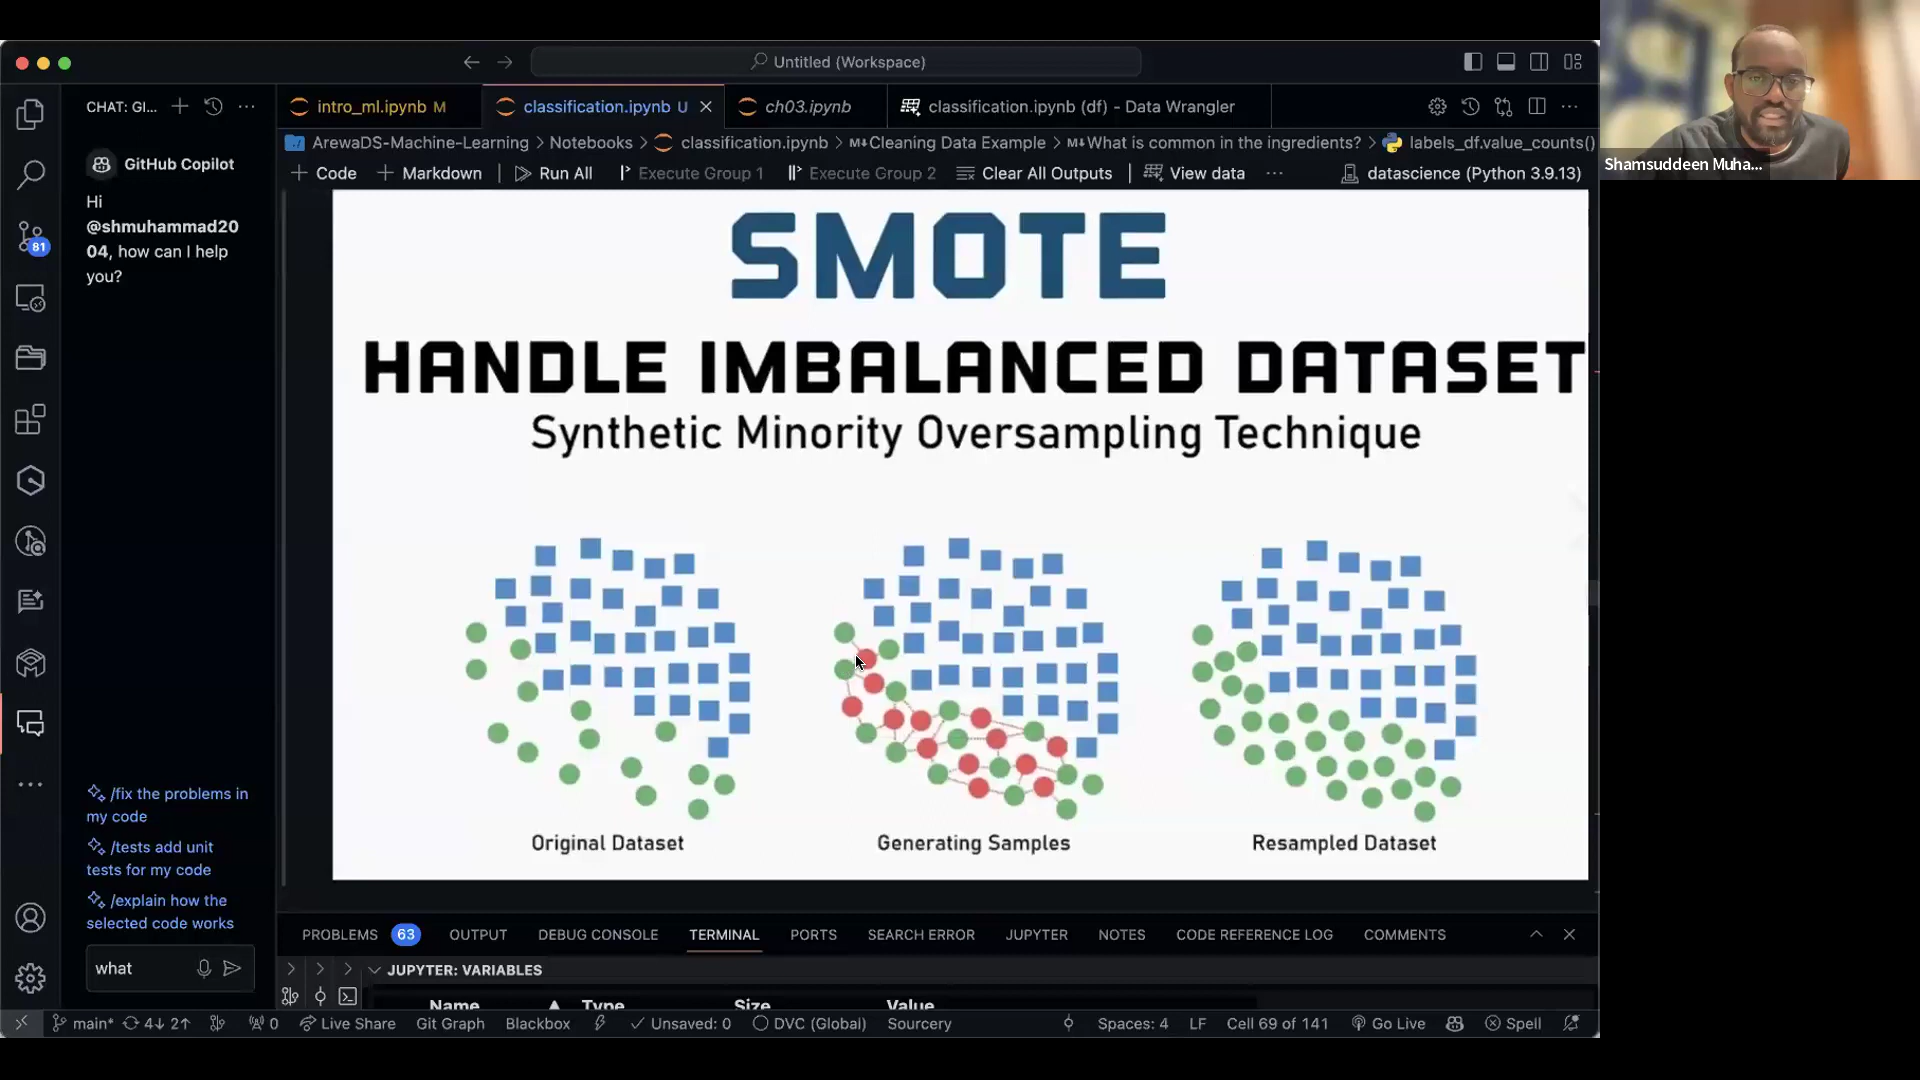 Untitled (Workspace)
CHAT: GI...
intro_ml.ipynb M
classification.ipynb U
ch03.ipynb
classification.ipynb (df) - Data Wrangler
ArewaDS-Machine-Learning > Notebooks > classification.ipynb > M↓Cleaning Data Example > M↓What is common in the ingredients? > labels_df.value_counts()
+ Code + Markdown Run All Execute Group 1 Execute Group 2 Clear All Outputs View data ... datascience (Python 3.9.13)
GitHub Copilot
Hi
@shmuhammad20
04, how can I help
you?
81
/fix the problems in
my code
/tests add unit
tests for my code
/explain how the
selected code works
what
SMOTE
HANDLE IMBALANCED DATASET
Synthetic Minority Oversampling Technique
Original Dataset
Generating Samples
Resampled Dataset
PROBLEMS 63 OUTPUT DEBUG CONSOLE TERMINAL PORTS SEARCH ERROR JUPYTER NOTES CODE REFERENCE LOG COMMENTS
JUPYTER: VARIABLES
Name Type Size Value
main* 4↓ 2↑ 0 Live Share Git Graph Blackbox Unsaved: 0 DVC (Global) Sourcery Spaces: 4 LF Cell 69 of 141 Go Live Spell
Shamsuddeen Muha...